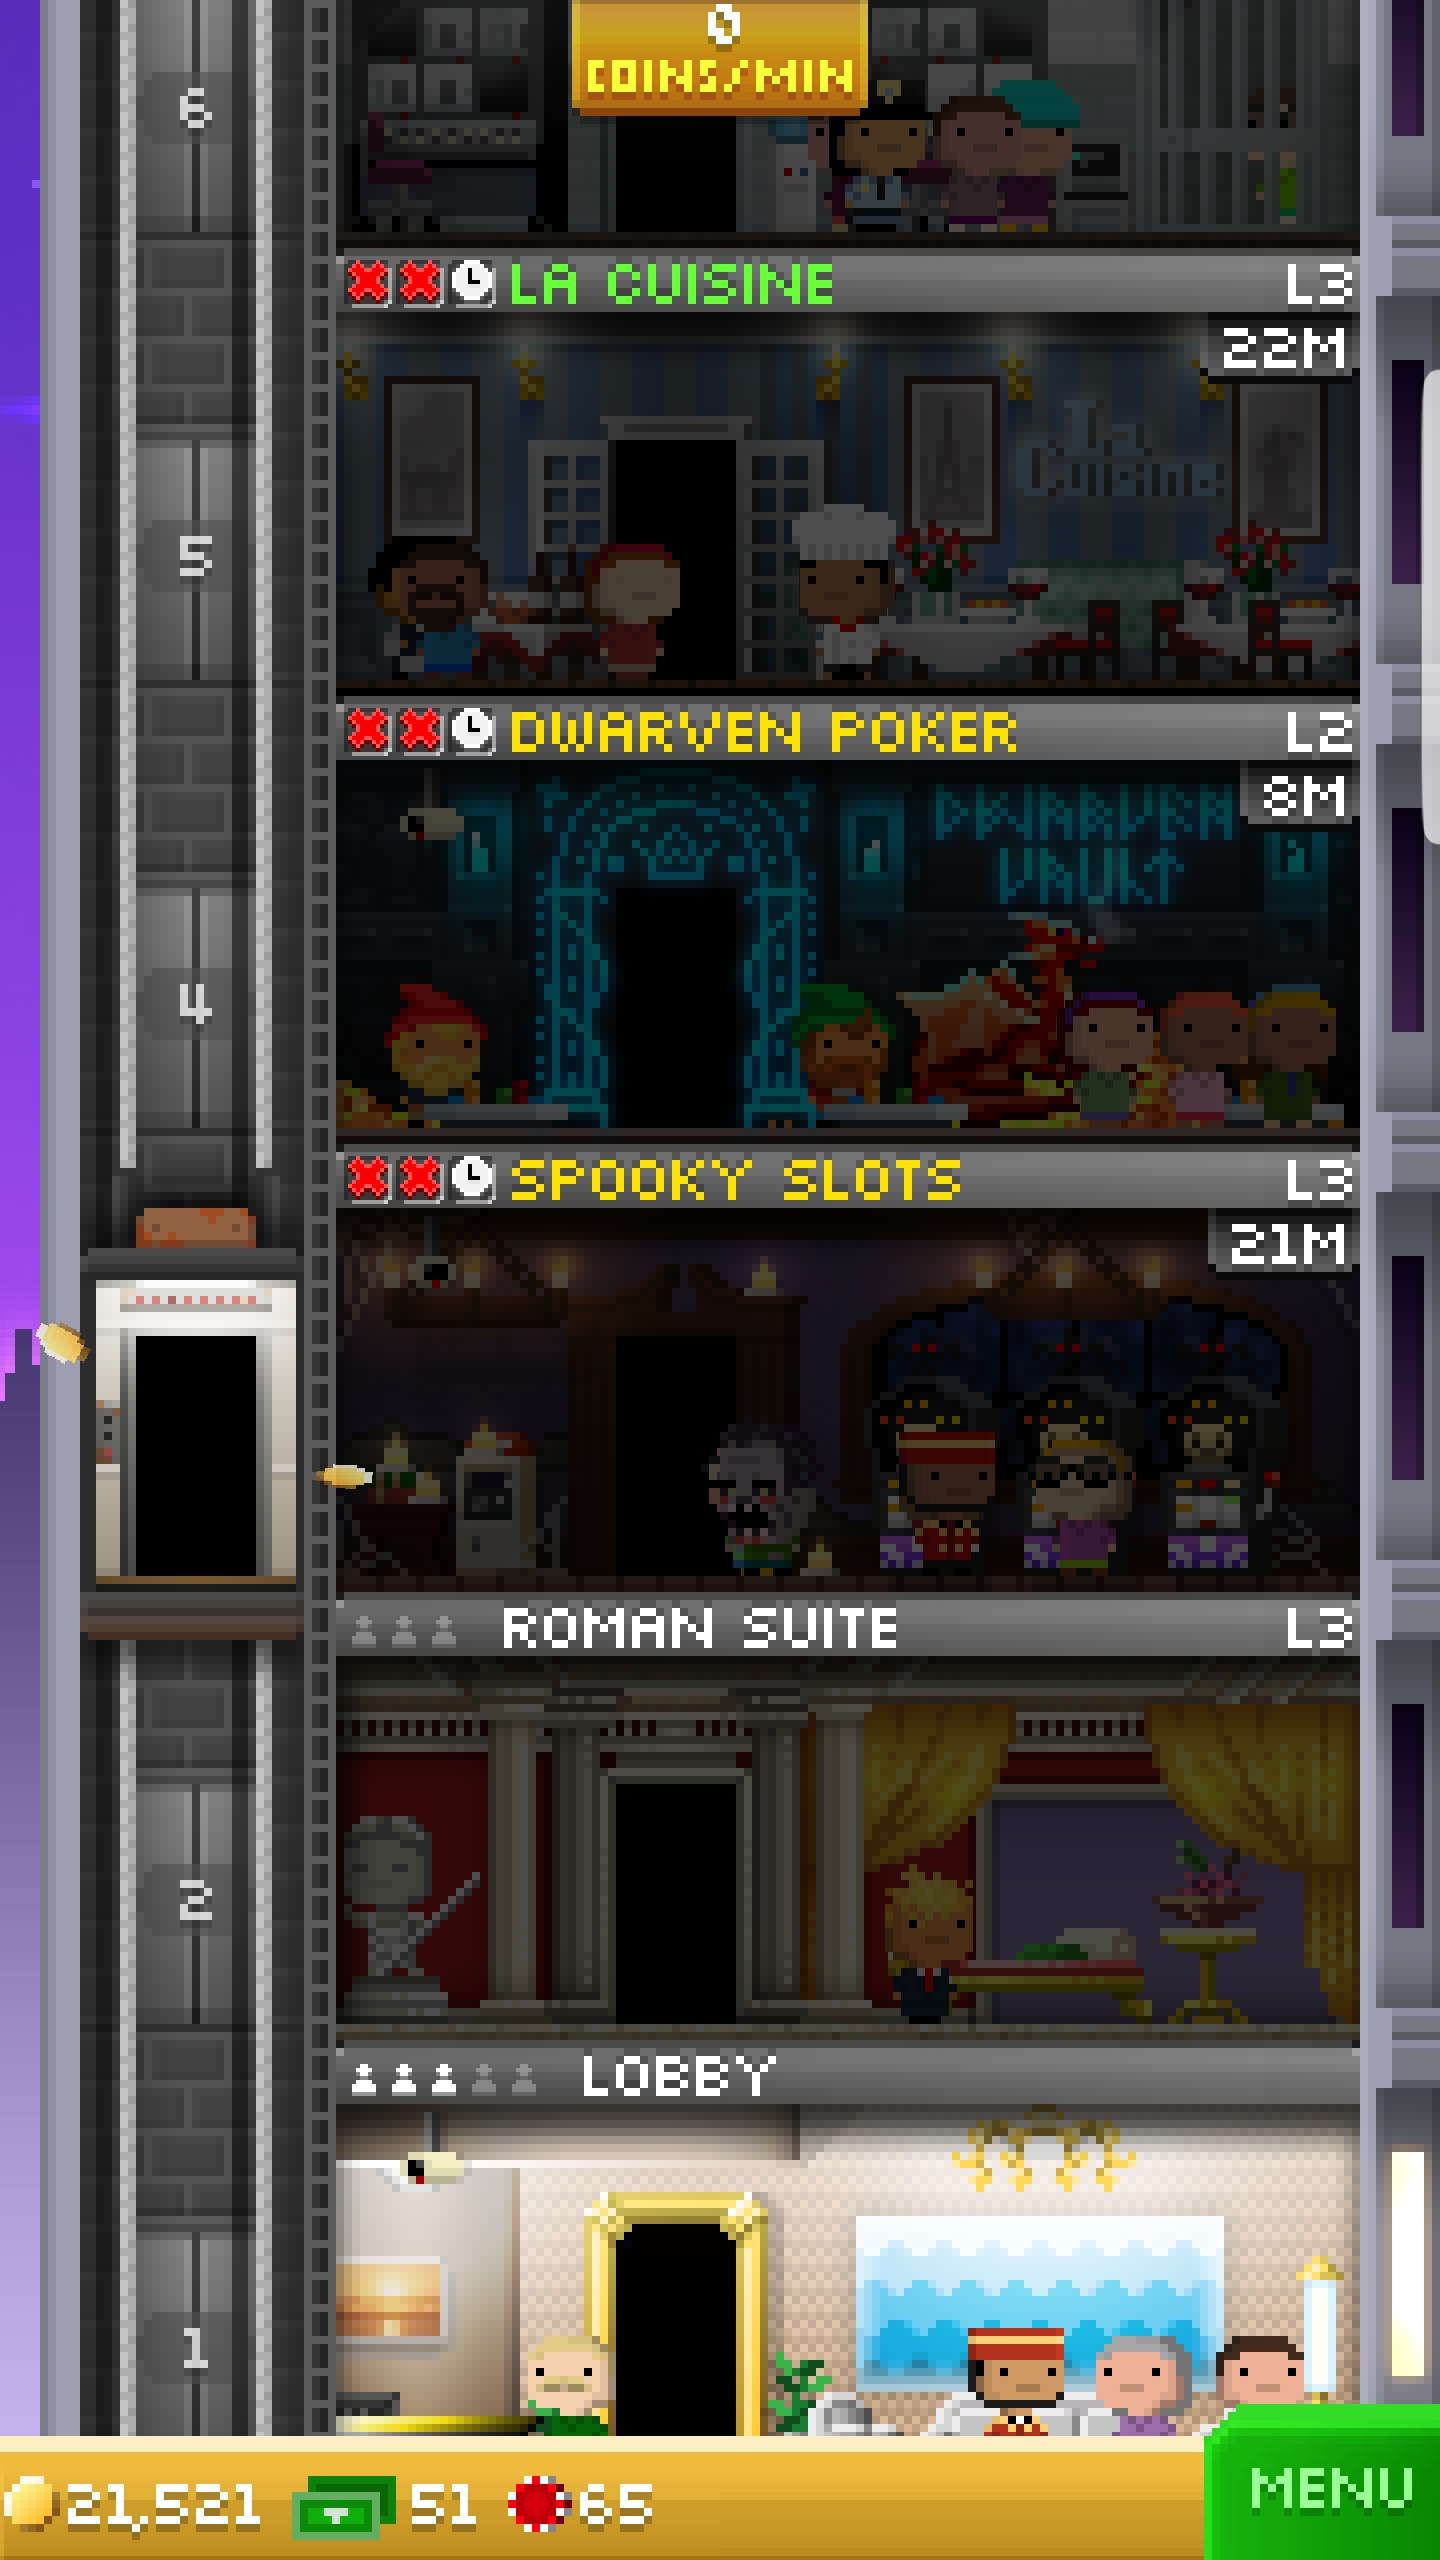 0
COINS/MIN
6
LA CUISINE L3
22M
La
Cuisine
5
DWARVEN POKER L2
8M
DWARVEN
VAULT
4
SPOOKY SLOTS L3
21M
ROMAN SUITE L3
2
LOBBY
1
21,521 51 65
MENU